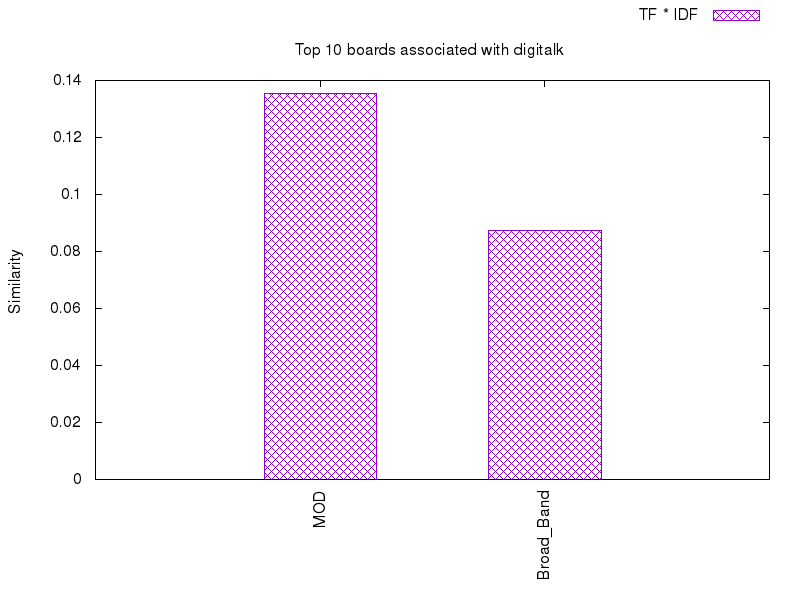 TF * IDF
Top 10 boards associated with digitalk
0.14
0.12
0.1
0.08
0.06
0.04
0.02
0
Similarity
MOD
Broad_Band